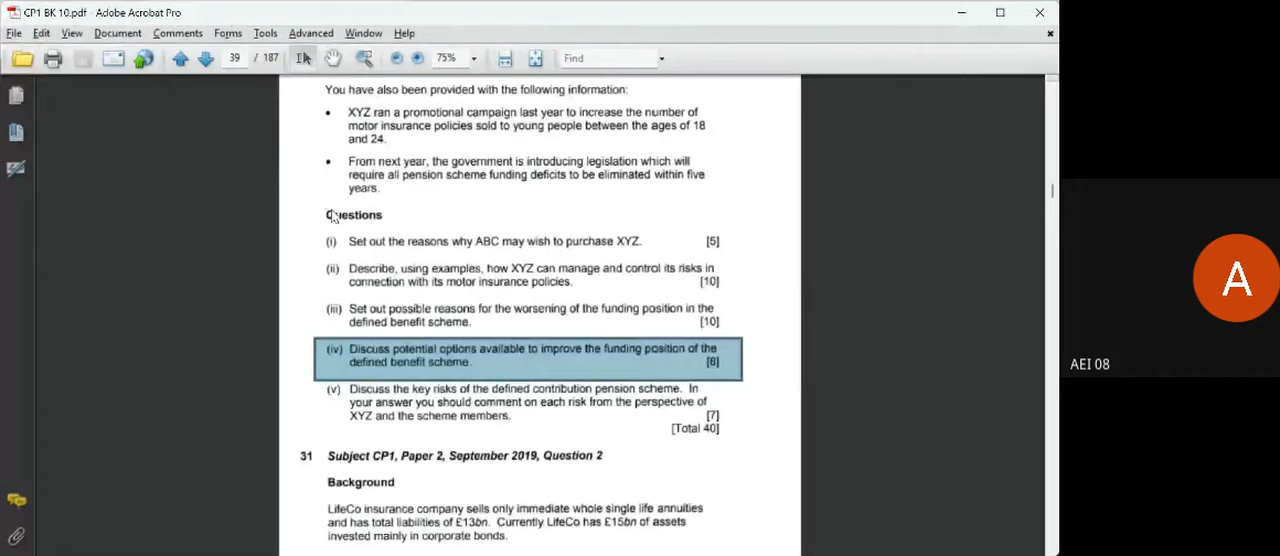 CP1 BK 10.pdf - Adobe Acrobat Pro
File Edit View Document Comments Forms Tools Advanced Window Help
39 / 187 75% Find
You have also been provided with the following information:
• XYZ ran a promotional campaign last year to increase the number of
motor insurance policies sold to young people between the ages of 18
and 24.
• From next year, the government is introducing legislation which will
require all pension scheme funding deficits to be eliminated within five
years.
Questions
(i) Set out the reasons why ABC may wish to purchase XYZ. [5]
(ii) Describe, using examples, how XYZ can manage and control its risks in
connection with its motor insurance policies. [10]
(iii) Set out possible reasons for the worsening of the funding position in the
defined benefit scheme. [10]
(iv) Discuss potential options available to improve the funding position of the
defined benefit scheme. [8]
(v) Discuss the key risks of the defined contribution pension scheme. In
your answer you should comment on each risk from the perspective of
XYZ and the scheme members. [7]
[Total 40]
31 Subject CP1, Paper 2, September 2019, Question 2
Background
LifeCo insurance company sells only immediate whole single life annuities
and has total liabilities of £13bn. Currently LifeCo has £15bn of assets
invested mainly in corporate bonds.
A
AEI 08